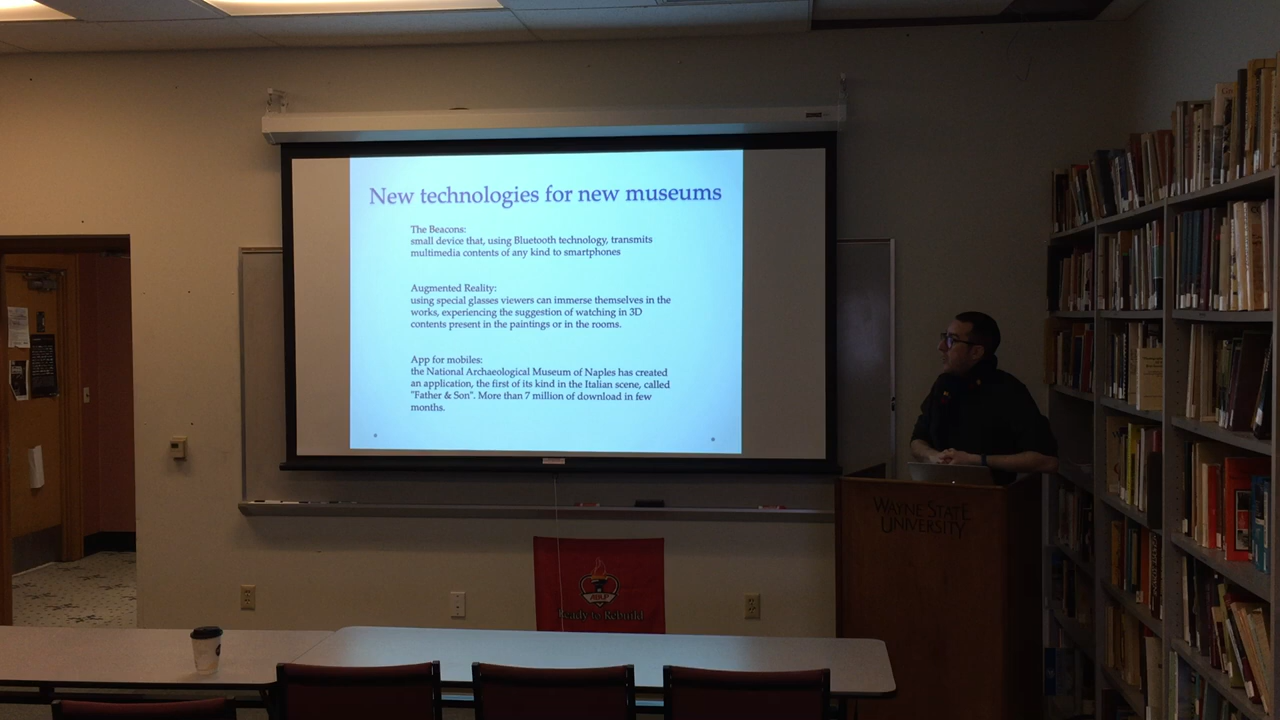 New technologies for new museums
The Beacons:
small device that, using Bluetooth technology, transmits
multimedia contents of any kind to smartphones
Augmented Reality:
using special glasses viewers can immerse themselves in the
works, experiencing the suggestion of watching in 3D
contents present in the paintings or in the rooms.
App for mobiles:
the National Archaeological Museum of Naples has created
an application, the first of its kind in the Italian scene, called
"Father & Son". More than 7 million of download in few
months.
WAYNE STATE
UNIVERSITY
Ready to Rebuild